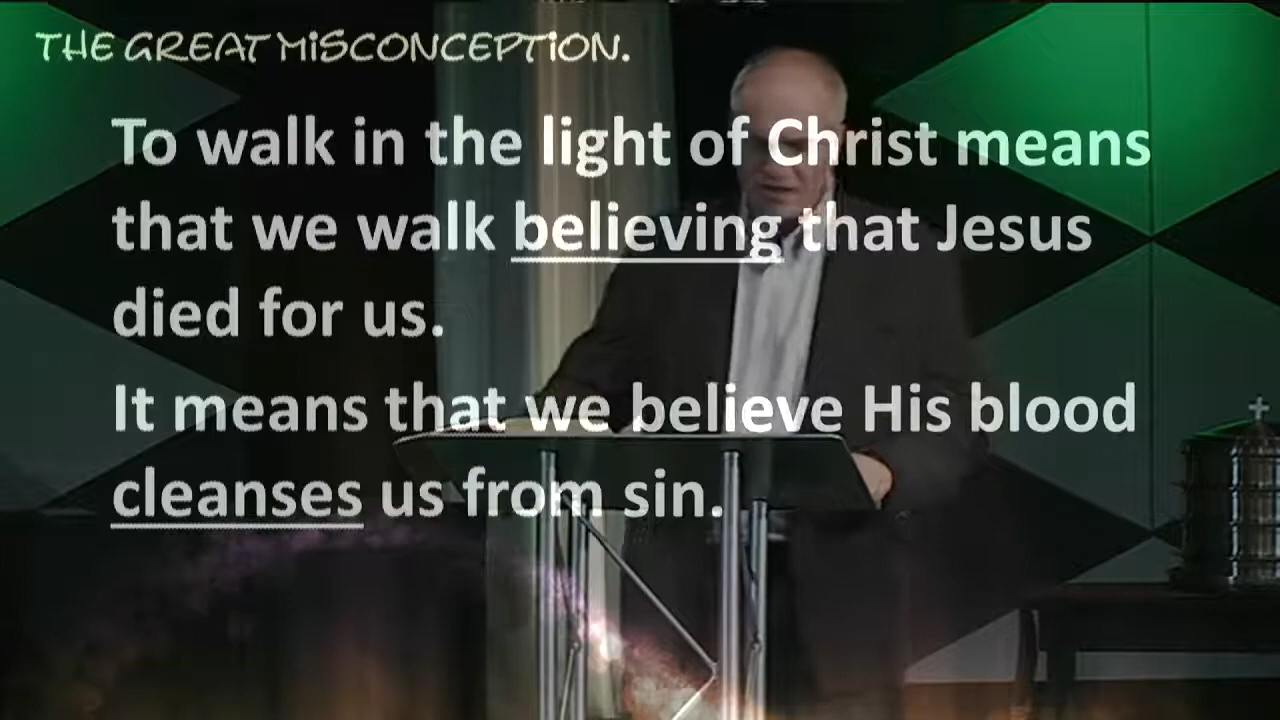 THE GREAT MISCONCEPTION.
To walk in the light of Christ means
that we walk believing that Jesus
died for us.
It means that we believe His blood
cleanses us from sin.